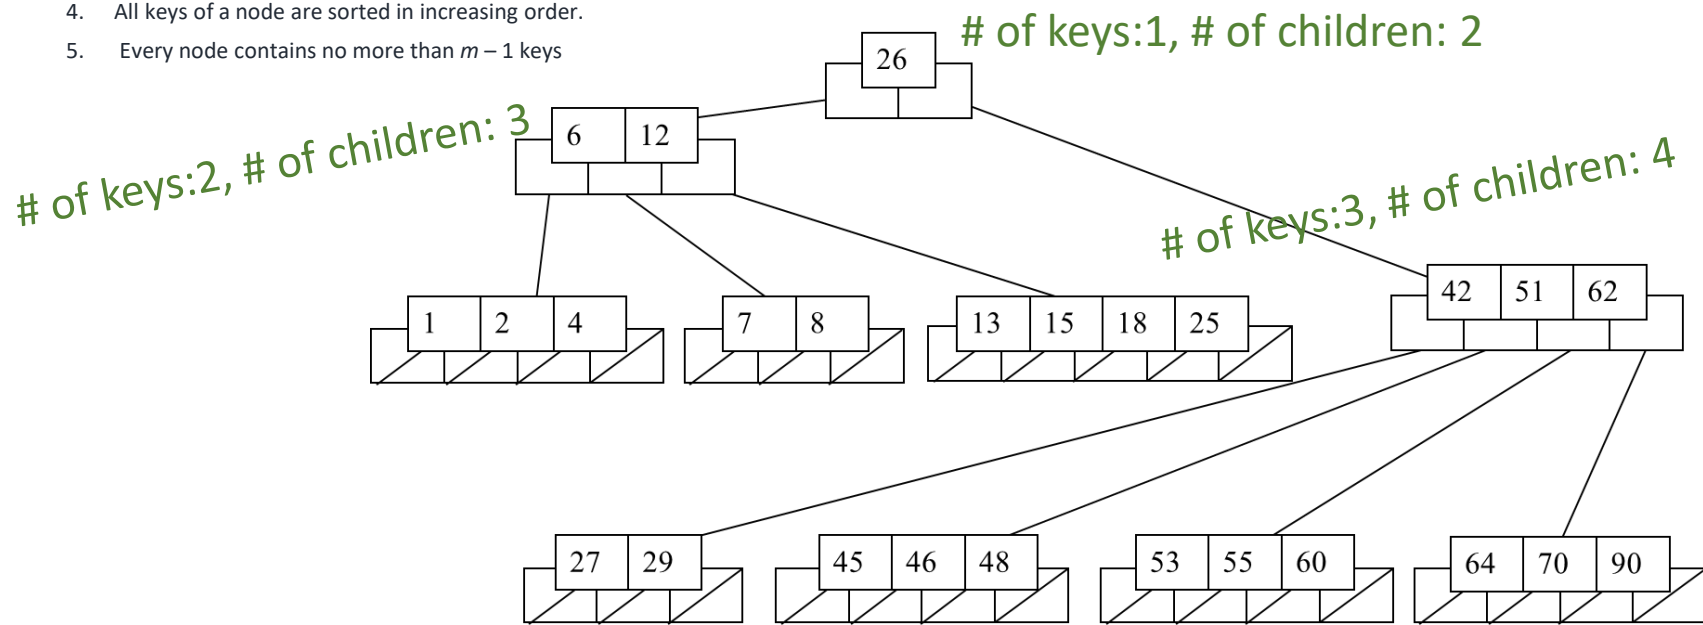 4. All keys of a node are sorted in increasing order.
5. Every node contains no more than m – 1 keys
# of keys:1, # of children: 2
26
# of keys:2, # of children: 3
6 12
# of keys:3, # of children: 4
42 51 62
1 2 4
7 8
13 15 18 25
27 29
45 46 48
53 55 60
64 70 90